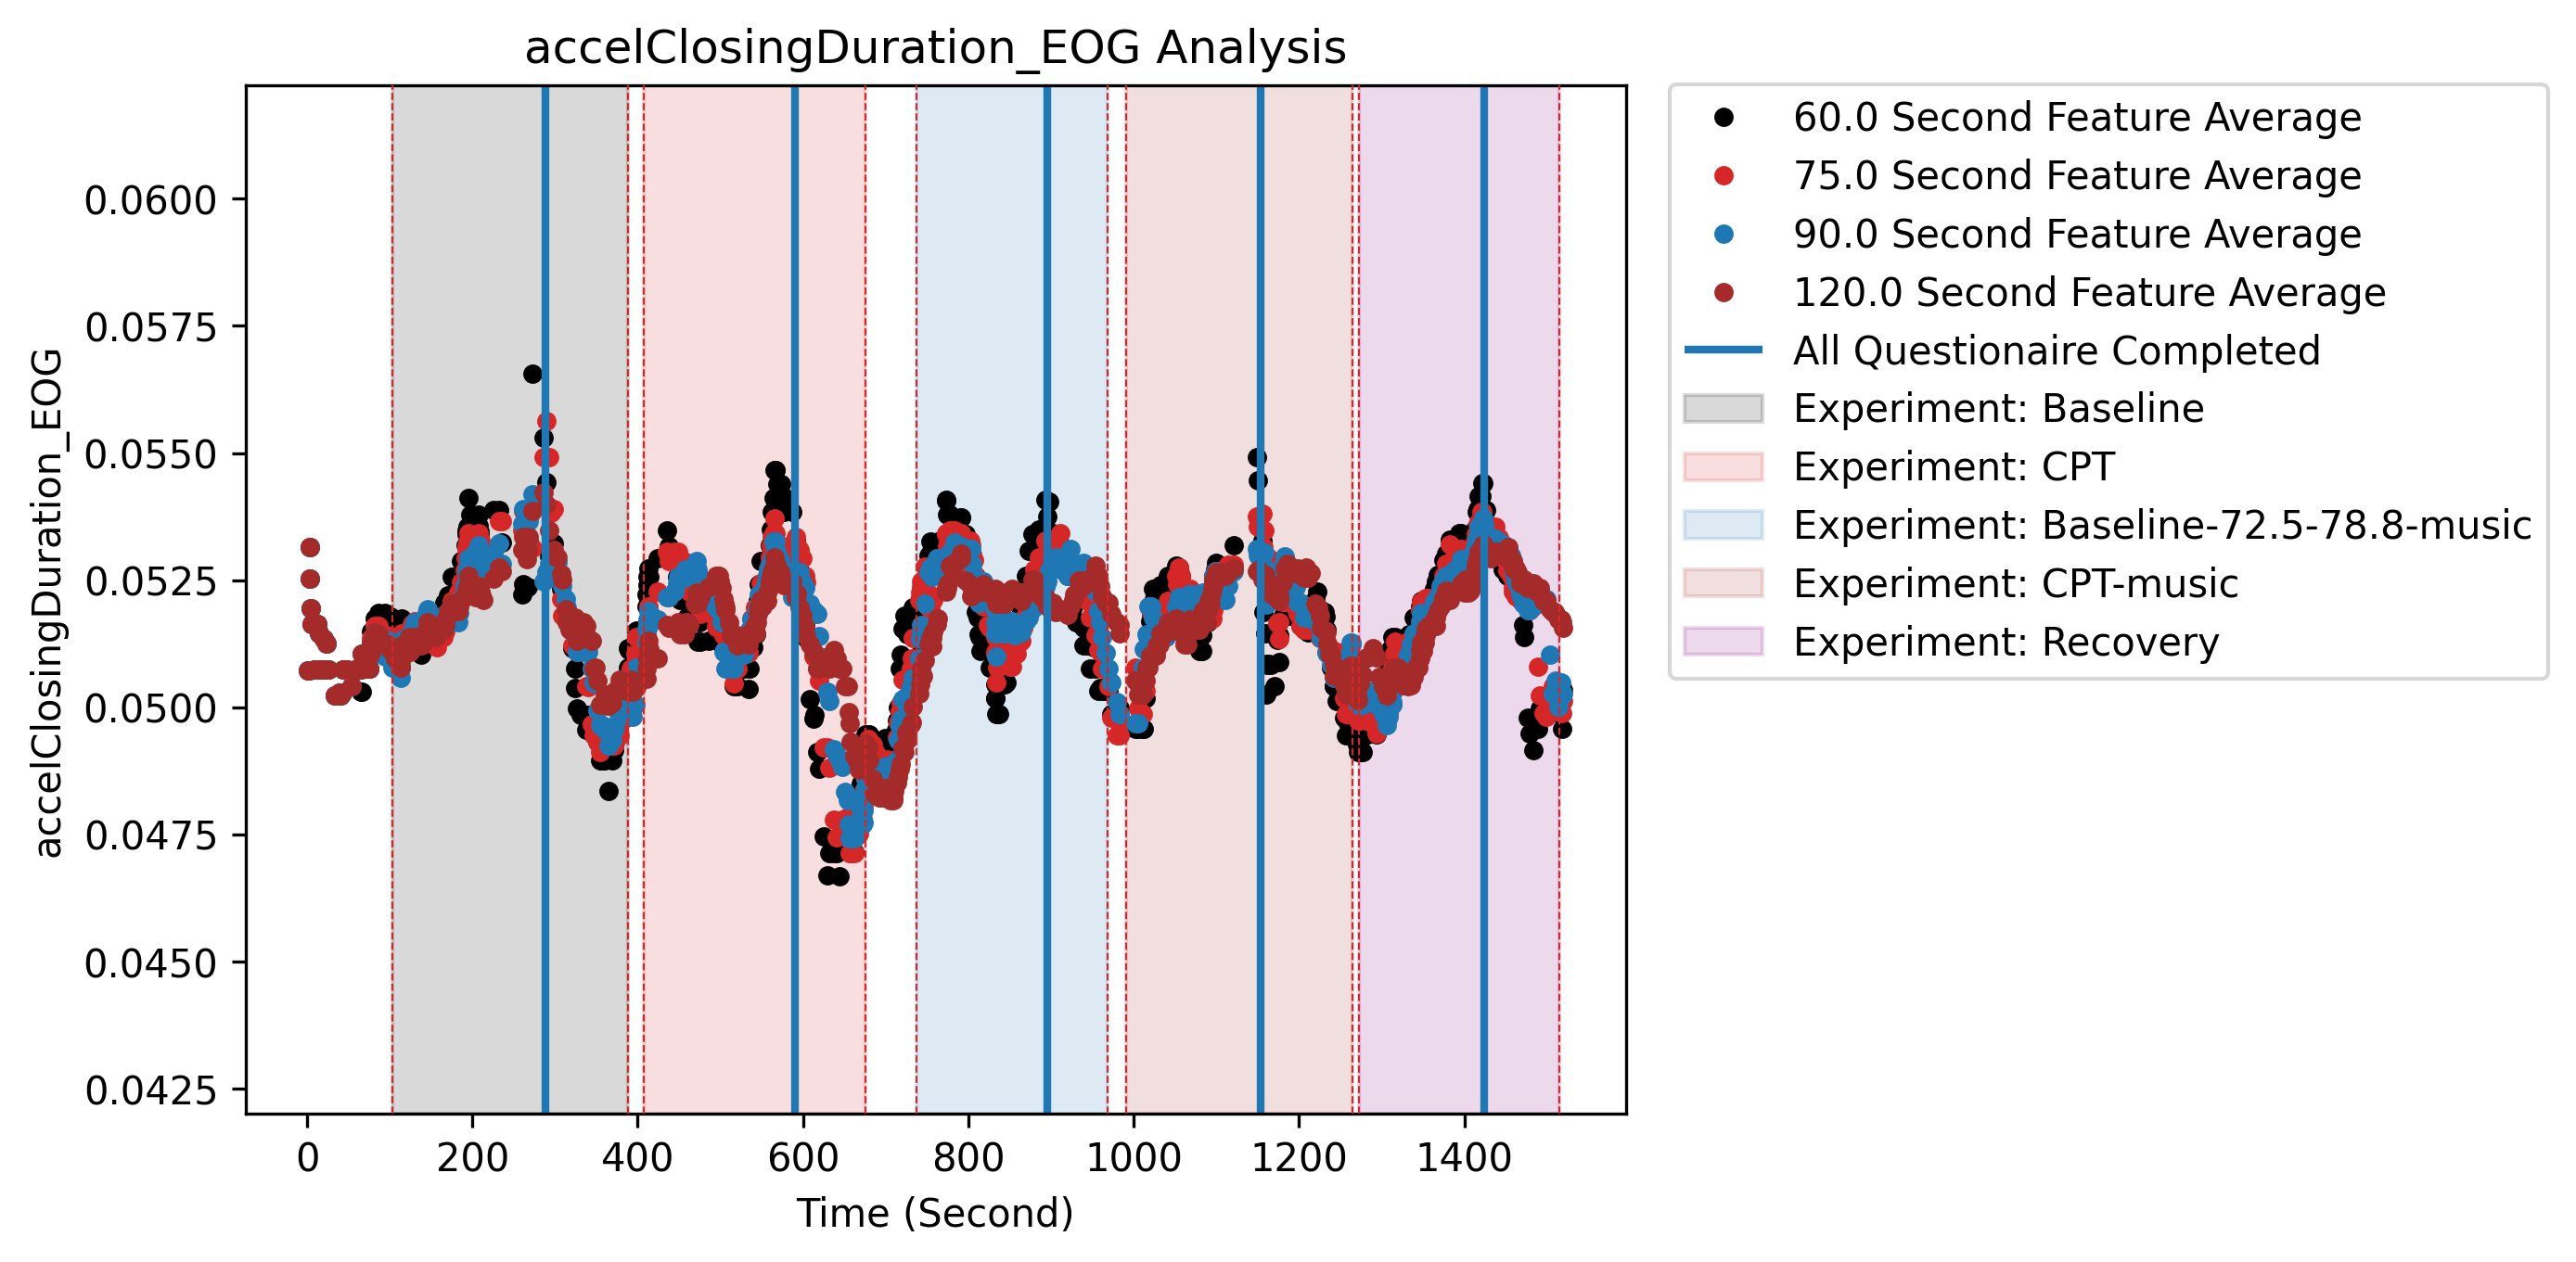 accelClosingDuration_EOG Analysis
accelClosingDuration_EOG
0.0600
0.0575
0.0550
0.0525
0.0500
0.0475
0.0450
0.0425
0 200 400 600 800 1000 1200 1400
Time (Second)
60.0 Second Feature Average
75.0 Second Feature Average
90.0 Second Feature Average
120.0 Second Feature Average
All Questionaire Completed
Experiment: Baseline
Experiment: CPT
Experiment: Baseline-72.5-78.8-music
Experiment: CPT-music
Experiment: Recovery